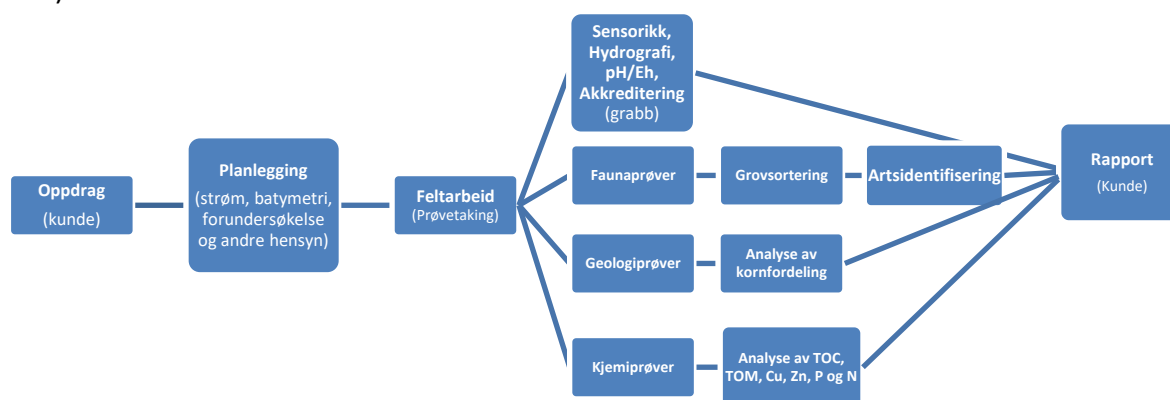 Oppdrag
(kunde)
Planlegging
(strøm, batymetri,
forundersøkelse
og andre hensyn)
Feltarbeid
(Prøvetaking)
Sensorikk,
Hydrografi,
pH/Eh,
Akkreditering
(grabb)
Faunaprøver
Grovsortering
Artsidentifisering
Geologiprøver
Analyse av
kornfordeling
Kjemiprøver
Analyse av TOC,
TOM, Cu, Zn, P og N
Rapport
(Kunde)